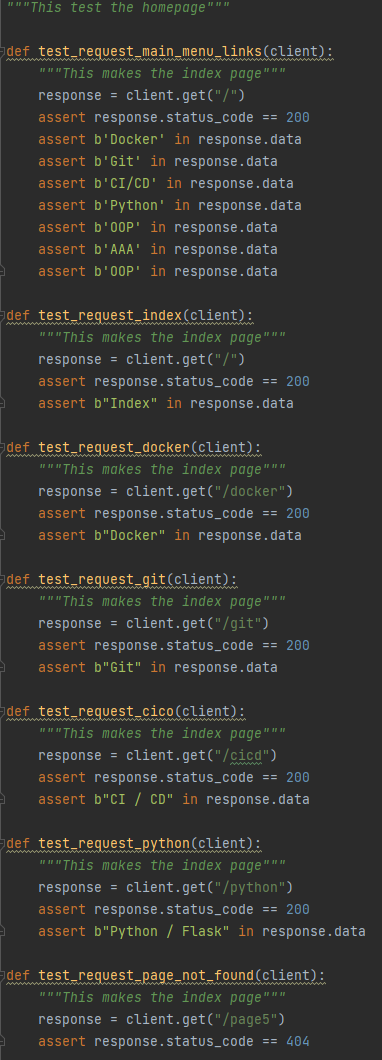 """This test the homepage"""
def test_request_main_menu_links(client):
"""This makes the index page"""
response = client.get("/")
assert response.status_code == 200
assert b'Docker' in response.data
assert b'Git' in response.data
assert b'CI/CD' in response.data
assert b'Python' in response.data
assert b'OOP' in response.data
assert b'AAA' in response.data
assert b'OOP' in response.data
def test_request_index(client):
"""This makes the index page"""
response = client.get("/")
assert response.status_code == 200
assert b"Index" in response.data
def test_request_docker(client):
"""This makes the index page"""
response = client.get("/docker")
assert response.status_code == 200
assert b"Docker" in response.data
def test_request_git(client):
"""This makes the index page"""
response = client.get("/git")
assert response.status_code == 200
assert b"Git" in response.data
def test_request_cico(client):
"""This makes the index page"""
response = client.get("/cicd")
assert response.status_code == 200
assert b"CI / CD" in response.data
def test_request_python(client):
"""This makes the index page"""
response = client.get("/python")
assert response.status_code == 200
assert b"Python / Flask" in response.data
def test_request_page_not_found(client):
"""This makes the index page"""
response = client.get("/page5")
assert response.status_code == 404